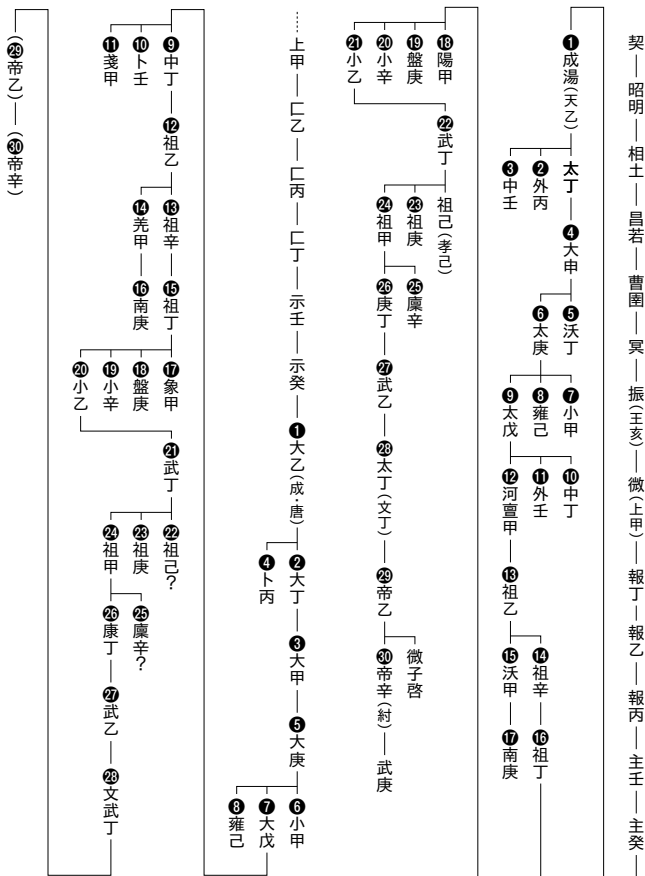 契―昭明―相土―昌若―曹圉―冥―振(王亥)―微(上甲)―報丁―報乙―報丙―主壬―主癸
❶成湯(天乙)
太丁
❷外丙
❸中壬
❹大申
❺沃丁
❻太庚
❼小甲
❽雍己
❾太戊
❿中丁
⓫外壬
⓬河亶甲
⓭祖乙
⓮祖辛
⓯沃甲
⓰祖丁
⓱南庚
⓲陽甲
⓳盤庚
⓴小辛
㉑小乙
㉒武丁
祖己(孝己)
㉓祖庚
㉔祖甲
㉕廩辛
㉖庚丁
㉗武乙
㉘太丁(文丁)
㉙帝乙
微子啓
㉚帝辛(紂)―武庚
……上甲―匚乙―匚丙―匚丁―示壬―示癸―❶大乙(成・唐)
❷大丁
❹卜丙
❸大甲
❺大庚
❻小甲
❼大戊
❽雍己
❾中丁
❿卜壬
⓫戔甲
⓬祖乙
⓭祖辛
⓮羌甲
⓯祖丁
⓰南庚
⓱象甲
⓲盤庚
⓳小辛
⓴小乙
㉑武丁
㉒祖己?
㉓祖庚
㉔祖甲
㉕廩辛?
㉖康丁
㉗武乙
㉘文武丁
(㉙帝乙)―(㉚帝辛)